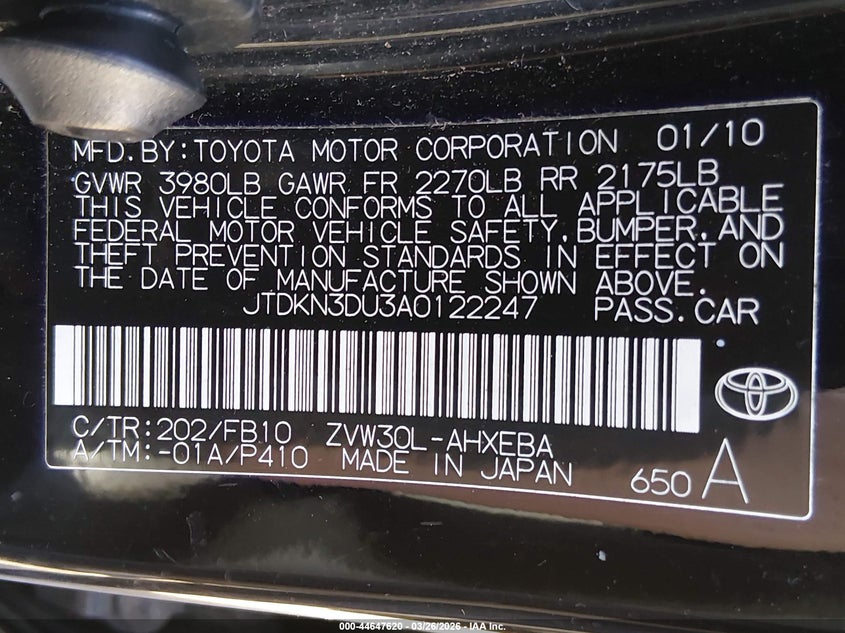 MFD.BY:TOYOTA MOTOR CORPORATION 01/10
GVWR 3980LB GAWR FR 2270LB RR 2175LB
THIS VEHICLE CONFORMS TO ALL APPLICABLE
FEDERAL MOTOR VEHICLE SAFETY,BUMPER,AND
THEFT PREVENTION STANDARDS IN EFFECT ON
THE DATE OF MANUFACTURE SHOWN ABOVE.
JTDKN3DU3A0122247 PASS.CAR
C/TR:202/FB10 ZVW30L-AHXEBA
A/TM:-01A/P410 MADE IN JAPAN
650 A
000-44647620 - 03/26/2026 - IAA Inc.